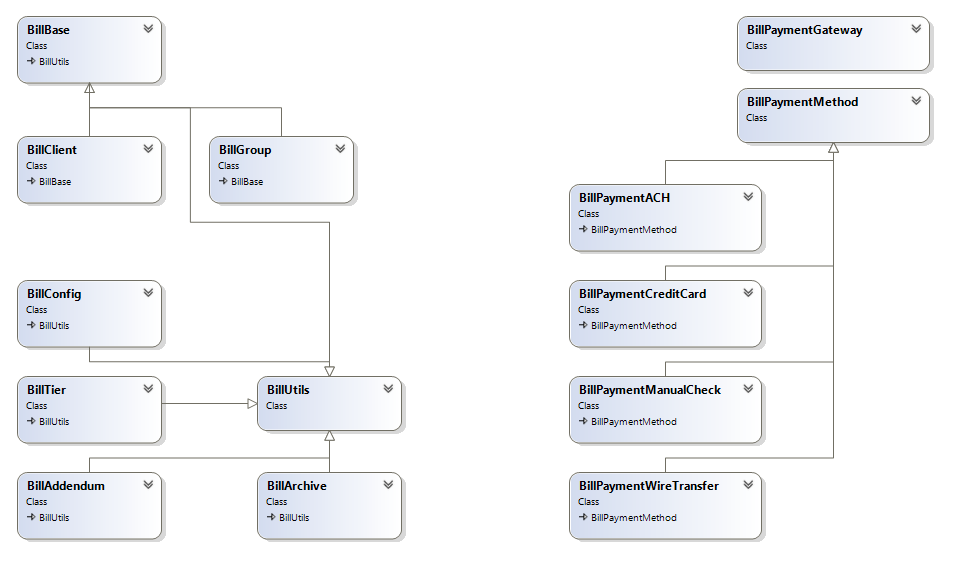 BillBase
Class
BillUtils
BillPaymentGateway
Class
BillPaymentMethod
Class
BillClient
Class
BillBase
BillGroup
Class
BillBase
BillPaymentACH
Class
BillPaymentMethod
BillConfig
Class
BillUtils
BillPaymentCreditCard
Class
BillPaymentMethod
BillTier
Class
BillUtils
BillUtils
Class
BillPaymentManualCheck
Class
BillPaymentMethod
BillAddendum
Class
BillUtils
BillArchive
Class
BillUtils
BillPaymentWireTransfer
Class
BillPaymentMethod